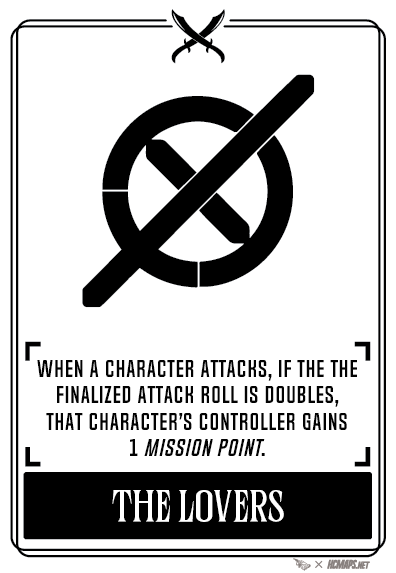 WHEN A CHARACTER ATTACKS, IF THE THE
FINALIZED ATTACK ROLL IS DOUBLES,
THAT CHARACTER'S CONTROLLER GAINS
1 MISSION POINT.
THE LOVERS
× HCMAPS.NET